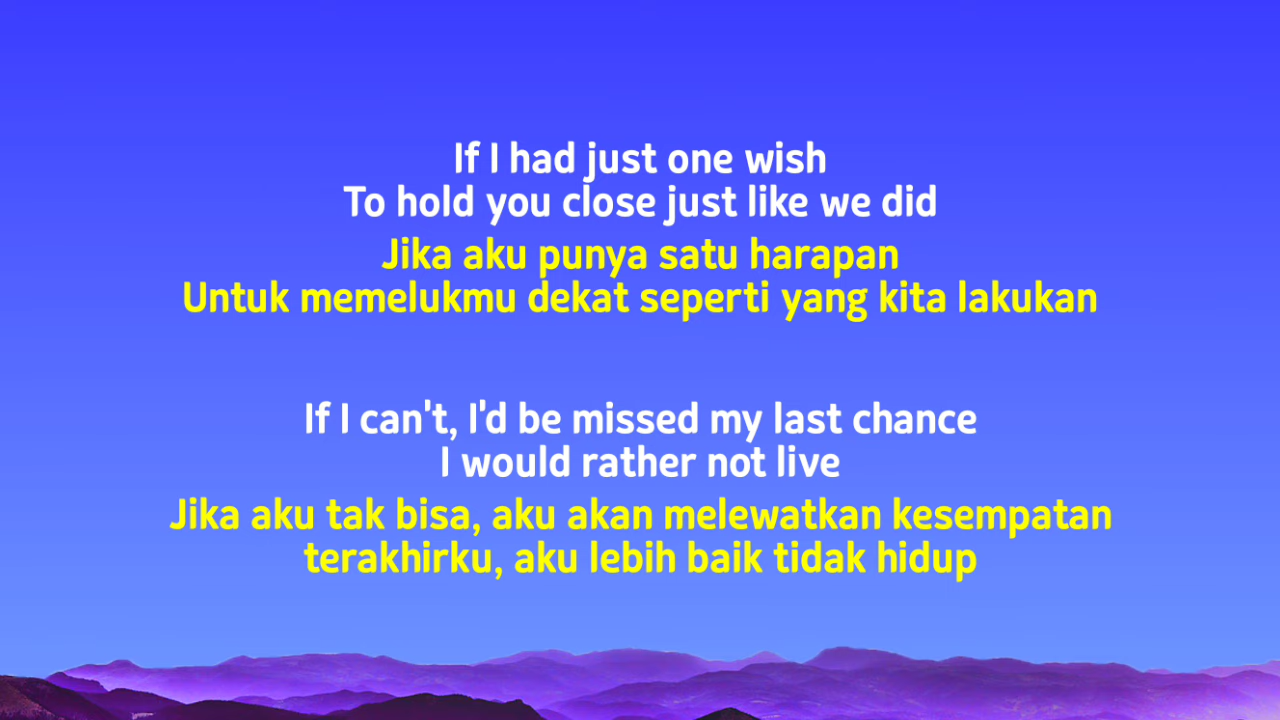 If I had just one wish
To hold you close just like we did
Jika aku punya satu harapan
Untuk memelukmu dekat seperti yang kita lakukan
If I can't, I'd be missed my last chance
I would rather not live
Jika aku tak bisa, aku akan melewatkan kesempatan
terakhirku, aku lebih baik tidak hidup